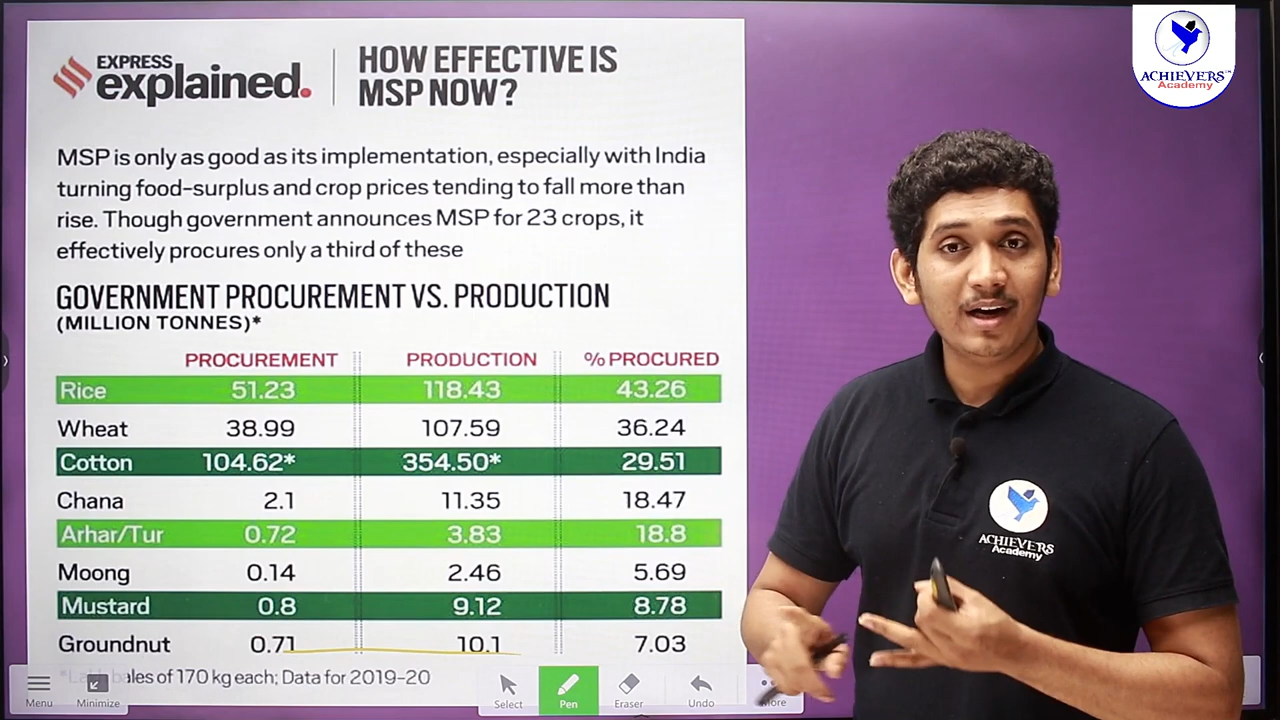 EXPRESS
explained.
HOW EFFECTIVE IS
MSP NOW?
MSP is only as good as its implementation, especially with India
turning food-surplus and crop prices tending to fall more than
rise. Though government announces MSP for 23 crops, it
effectively procures only a third of these
GOVERNMENT PROCUREMENT VS. PRODUCTION
(MILLION TONNES)*
PROCUREMENT PRODUCTION % PROCURED
Rice 51.23 118.43 43.26
Wheat 38.99 107.59 36.24
Cotton 104.62* 354.50* 29.51
Chana 2.1 11.35 18.47
Arhar/Tur 0.72 3.83 18.8
Moong 0.14 2.46 5.69
Mustard 0.8 9.12 8.78
Groundnut 0.71 10.1 7.03
of 170 kg each; Data for 2019-20
Menu Minimize Select Pen Eraser Undo More
ACHIEVERS
Academy
ACHIEVERS
Academy